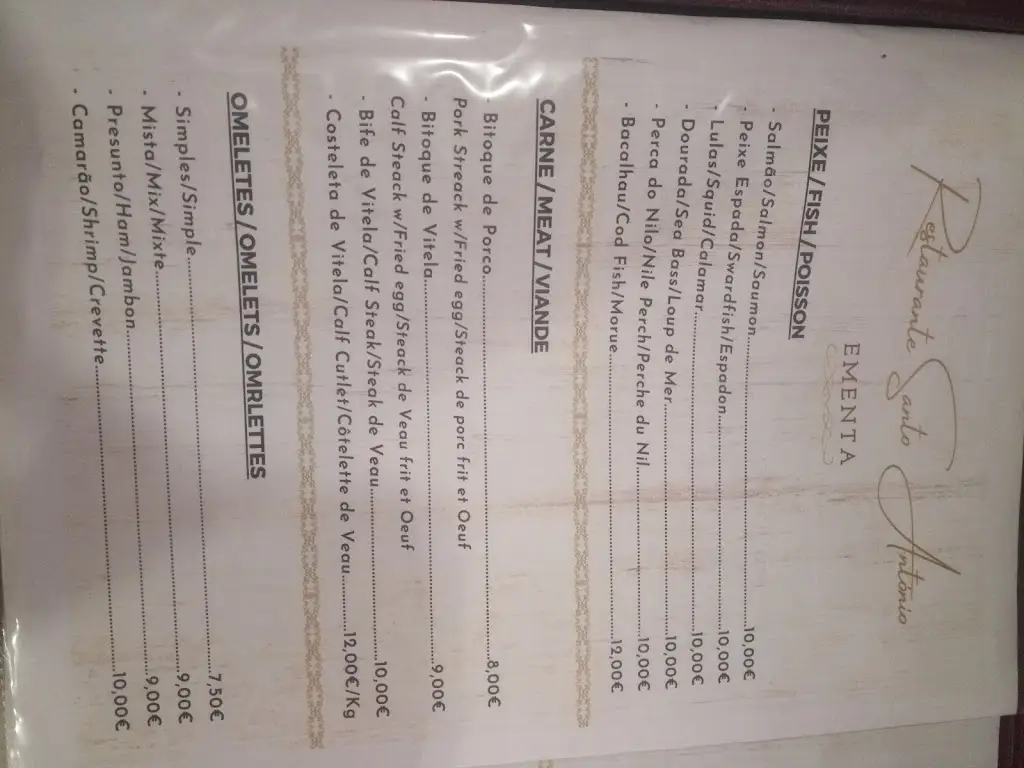 Restaurante Santo António
EMENTA
PEIXE / FISH / POISSON
- Salmão/Salmon/Saumon...10,00€
- Peixe Espada/Swardfish/Espadon...10,00€
- Lulas/Squid/Calamar...10,00€
- Dourada/Sea Bass/Loup de Mer...10,00€
- Perca do Nilo/Nile Perch/Perche du Nil...10,00€
- Bacalhau/Cod Fish/Morue...12,00€
CARNE / MEAT / VIANDE
- Bitoque de Porco...8,00€
Pork Streack w/Fried egg/Steack de porc frit et Oeuf
- Bitoque de Vitela...9,00€
Calf Steack w/Fried egg/Steack de Veau frit et Oeuf
- Bife de Vitela/Calf Steak/Steak de Veau...10,00€
- Costeleta de Vitela/Calf Cutlet/Côtelette de Veau...12,00€/Kg
OMELETES / OMELETS / OMRLETTES
- Simples/Simple...7,50€
- Mista/Mix/Mixte...9,00€
- Presunto/Ham/Jambon...9,00€
- Camarão/Shrimp/Crevette...10,00€